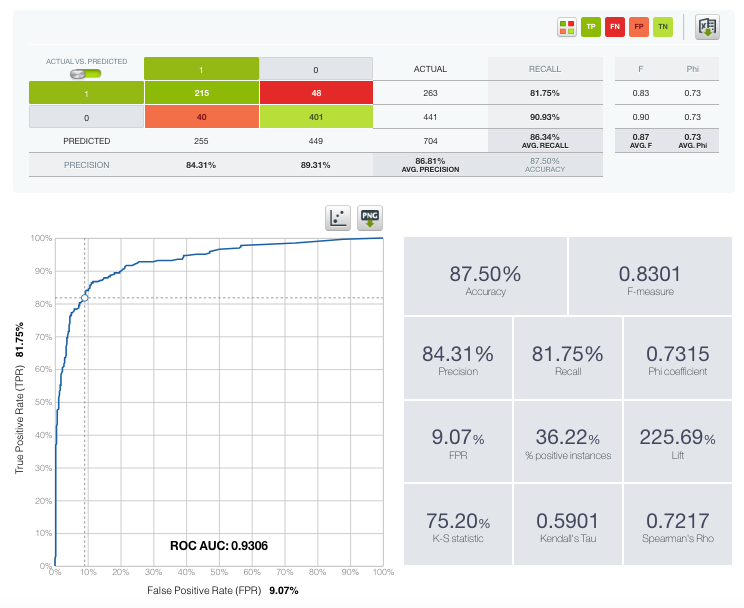 TP FN FP TN
ACTUAL VS. PREDICTED 1 0 ACTUAL RECALL F Phi
1 215 48 263 81.75% 0.83 0.73
0 40 401 441 90.93% 0.90 0.73
PREDICTED 255 449 704 86.34% 0.87 0.73
AVG. RECALL AVG. F AVG. Phi
PRECISION 84.31% 89.31% 86.81% 87.50%
AVG. PRECISION ACCURACY
PNG
100%
90%
80%
70%
60%
50%
40%
30%
20%
10%
0%
True Positive Rate (TPR) 81.75%
ROC AUC: 0.9306
0% 10% 20% 30% 40% 50% 60% 70% 80% 90% 100%
False Positive Rate (FPR) 9.07%
87.50% 0.8301
Accuracy F-measure
84.31% 81.75% 0.7315
Precision Recall Phi coefficient
9.07% 36.22% 225.69%
FPR % positive instances Lift
75.20% 0.5901 0.7217
K-S statistic Kendall's Tau Spearman's Rho